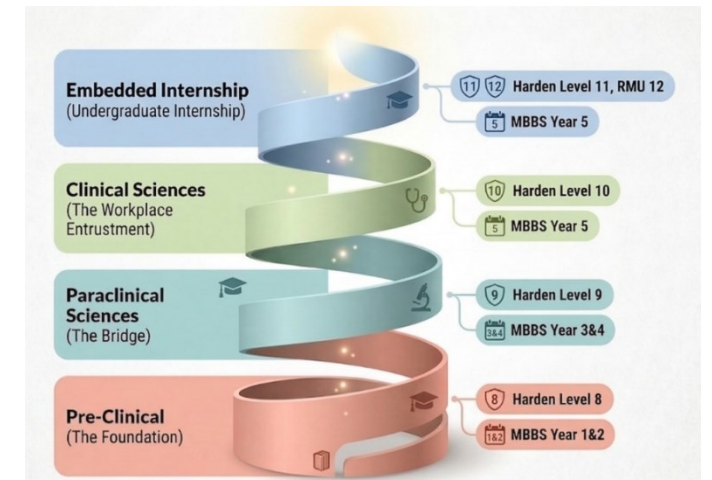 Embedded Internship
(Undergraduate Internship)
11 12 Harden Level 11, RMU 12
5 MBBS Year 5
Clinical Sciences
(The Workplace
Entrustment)
10 Harden Level 10
5 MBBS Year 5
Paraclinical
Sciences
(The Bridge)
9 Harden Level 9
3&4 MBBS Year 3&4
Pre-Clinical
(The Foundation)
8 Harden Level 8
1&2 MBBS Year 1&2